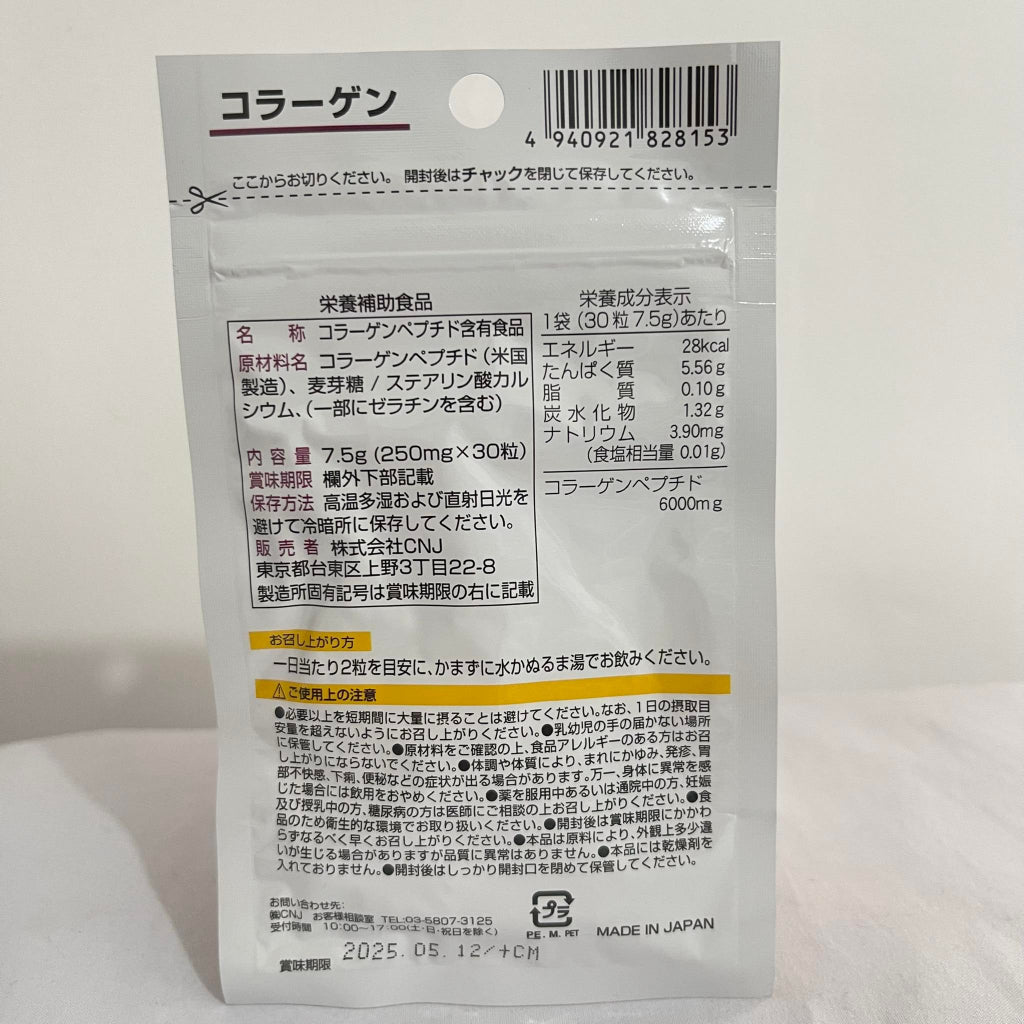 コラーゲン
4 940921 828153
ここからお切りください。 開封後はチャックを閉じて保存してください。
栄養補助食品
名 称 コラーゲンペプチド含有食品
原材料名 コラーゲンペプチド(米国
製造)、麦芽糖 / ステアリン酸カル
シウム、(一部にゼラチンを含む)
内容量 7.5g (250mg×30粒)
賞味期限 欄外下部記載
保存方法 高温多湿および直射日光を
避けて冷暗所に保存してください。
販売者 株式会社CNJ
東京都台東区上野3丁目22-8
製造所固有記号は賞味期限の右に記載
栄養成分表示
1袋 (30粒 7.5g)あたり
エネルギー 28kcal
たんぱく質 5.56g
脂 質 0.10g
炭水化物 1.32g
ナトリウム 3.90mg
(食塩相当量 0.01g)
コラーゲンペプチド
6000mg
お召し上がり方
一日当たり2粒を目安に、かまずに水かぬるま湯でお飲みください。
⚠ご使用上の注意
●必要以上を短期間に大量に摂ることは避けてください。なお、1日の摂取目
安量を超えないようにお召し上がりください。●乳幼児の手の届かない場所
に保管してください。●原材料をご確認の上、食品アレルギーのある方はお召
し上がりにならないでください。●体調や体質により、まれにかゆみ、発疹、胃
部不快感、下痢、便秘などの症状が出る場合があります。万一、身体に異常を感
じた場合には飲用をおやめください。●薬を服用中あるいは通院中の方、妊娠
及び授乳中の方、糖尿病の方は医師にご相談の上お召し上がりください。●食
品のため衛生的な環境でお取り扱いください。●開封後は賞味期限にかかわ
らずなるべく早くお召し上がりください。●本品は原料により、外観上多少違
いが生じる場合がありますが品質に異常はありません。●本品には乾燥剤を
入れておりません。●開封後はしっかり開封口を閉めて保管してください。
お問い合わせ先:
㈱CNJ お客様相談室 TEL:03-5807-3125
受付時間 10:00〜17:00(土・日・祝日を除く)
プラ
P.E. M. PET
MADE IN JAPAN
賞味期限 2025.05.12/+CM